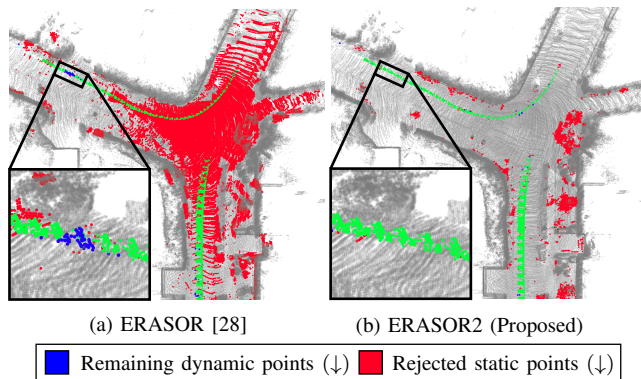 (a) ERASOR [28]
(b) ERASOR2 (Proposed)
Remaining dynamic points (↓)
Rejected static points (↓)